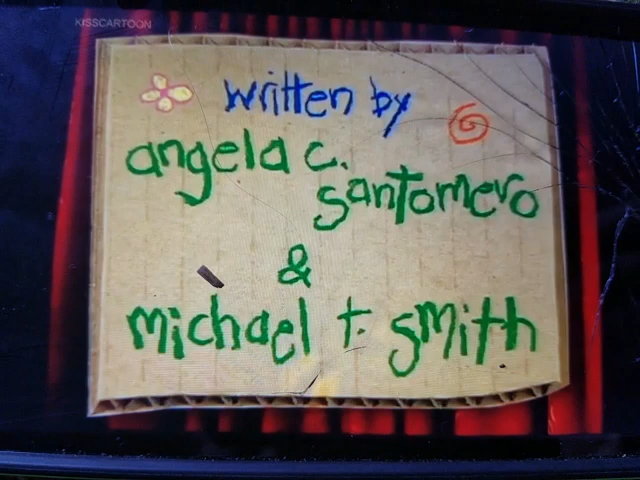 KISSCARTOON
written by
angela c.
santomero
&
michael t. smith